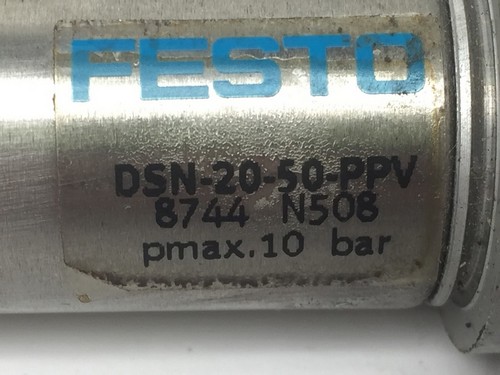 FESTO
DSN-20-50-PPV
8744 N508
pmax.10 bar